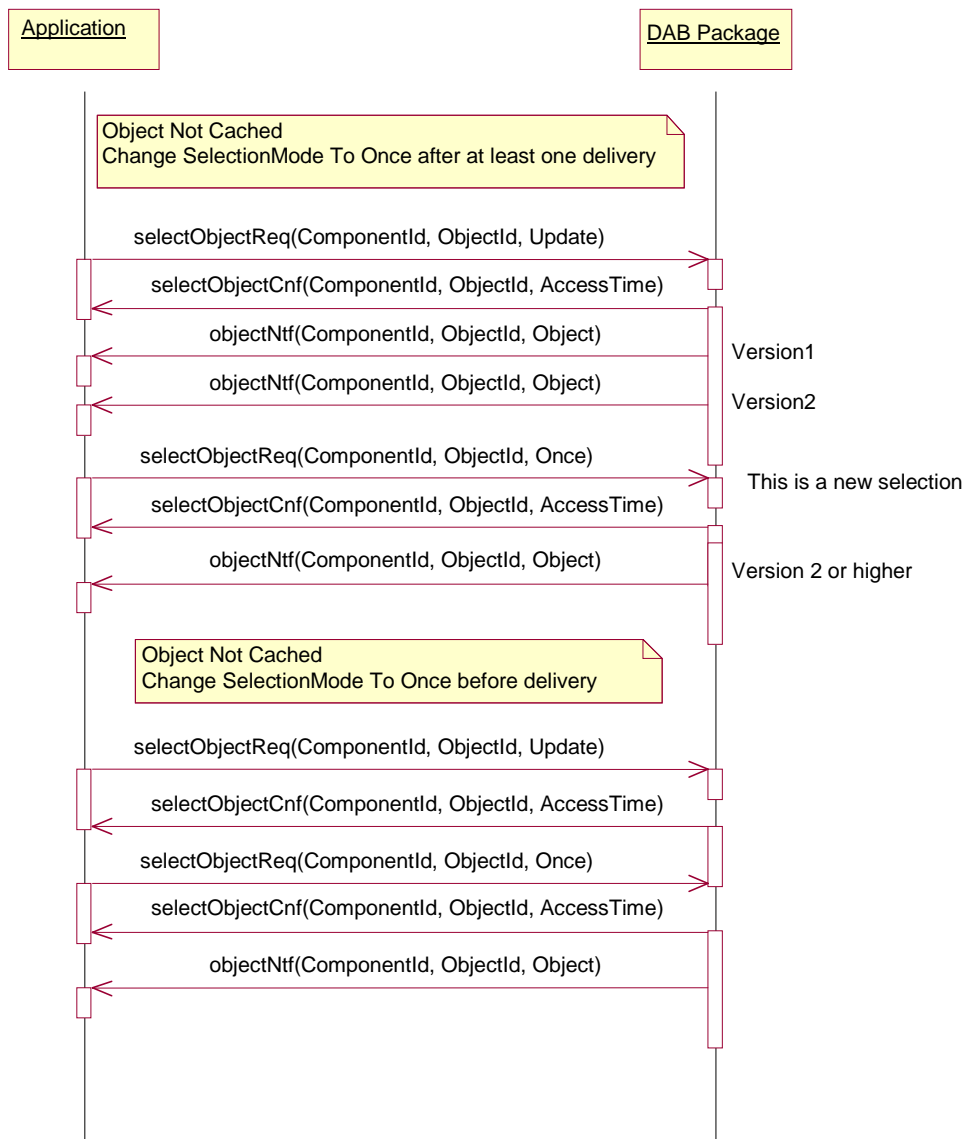 Application
DAB Package
Object Not Cached
Change SelectionMode To Once after at least one delivery
selectObjectReq(ComponentId, ObjectId, Update)
selectObjectCnf(ComponentId, ObjectId, AccessTime)
objectNtf(ComponentId, ObjectId, Object)
Version1
objectNtf(ComponentId, ObjectId, Object)
Version2
selectObjectReq(ComponentId, ObjectId, Once)
This is a new selection
selectObjectCnf(ComponentId, ObjectId, AccessTime)
objectNtf(ComponentId, ObjectId, Object)
Version 2 or higher
Object Not Cached
Change SelectionMode To Once before delivery
selectObjectReq(ComponentId, ObjectId, Update)
selectObjectCnf(ComponentId, ObjectId, AccessTime)
selectObjectReq(ComponentId, ObjectId, Once)
selectObjectCnf(ComponentId, ObjectId, AccessTime)
objectNtf(ComponentId, ObjectId, Object)